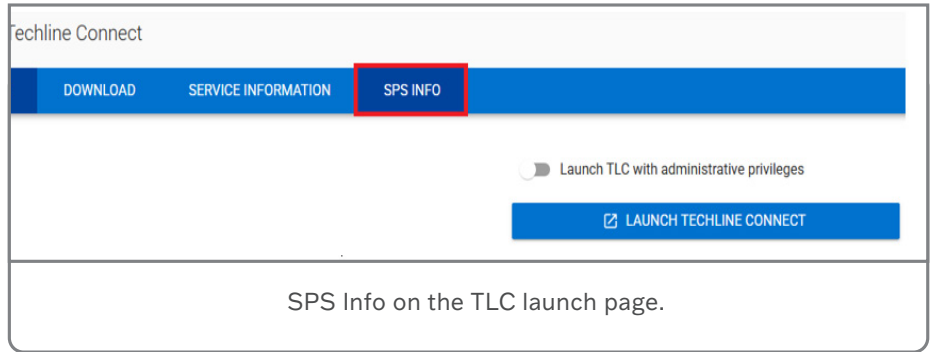 Techline Connect
DOWNLOAD SERVICE INFORMATION SPS INFO
Launch TLC with administrative privileges
LAUNCH TECHLINE CONNECT
SPS Info on the TLC launch page.